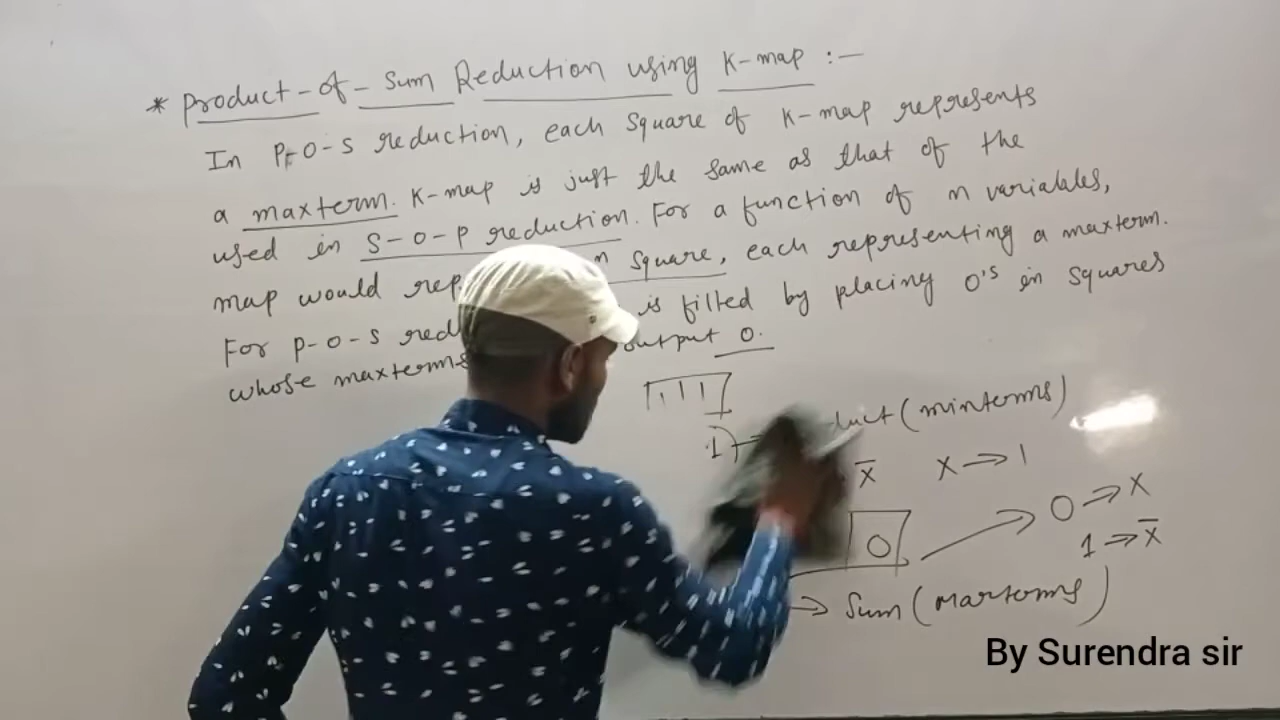 * Product-of-Sum Reduction using K-map :-
In P-O-S reduction, each square of K-map represents
a maxterm. K-map is just the same as that of the
used in S-O-P reduction. For a function of n variables,
map would rep n square, each representing a maxterm.
For P-O-S red is filled by placing 0's in squares
whose maxterms output 0.
1 → duct (minterms)
x̅ X → 1
0 0 → X
1 → X̅
→ Sum (Maxterms)
By Surendra sir